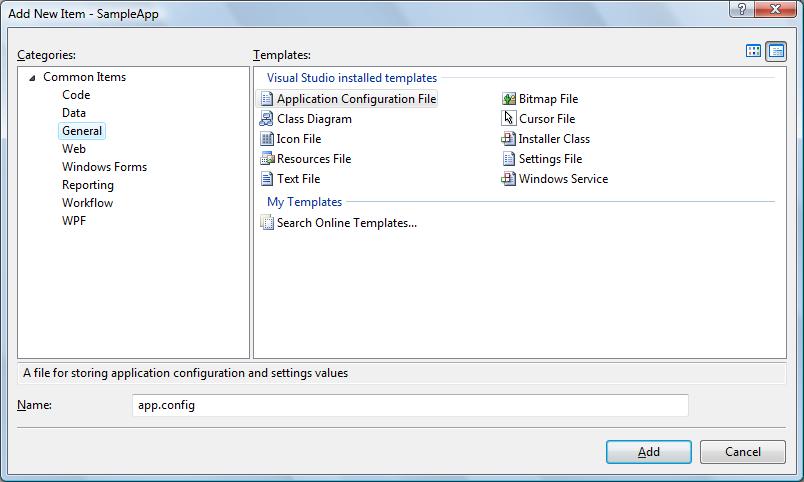 Add New Item - SampleApp
Categories:
Templates:
Common Items
Code
Data
General
Web
Windows Forms
Reporting
Workflow
WPF
Visual Studio installed templates
Application Configuration File
Bitmap File
Class Diagram
Cursor File
Icon File
Installer Class
Resources File
Settings File
Text File
Windows Service
My Templates
Search Online Templates...
A file for storing application configuration and settings values
Name:
app.config
Add
Cancel